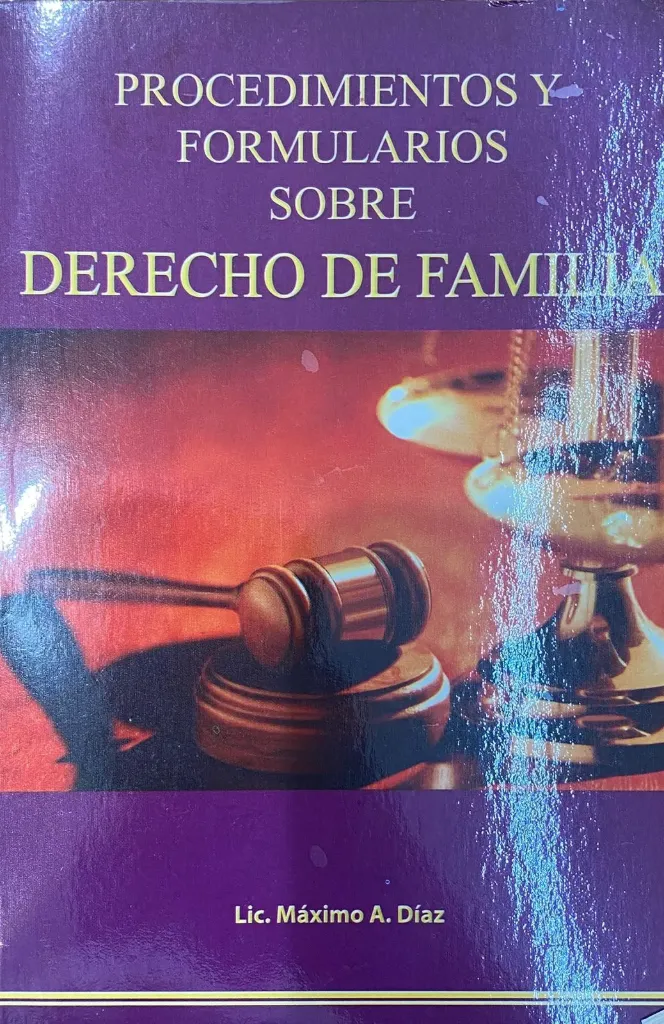 PROCEDIMIENTOS Y
FORMULARIOS
SOBRE
DERECHO DE FAMILIA
Lic. Máximo A. Díaz